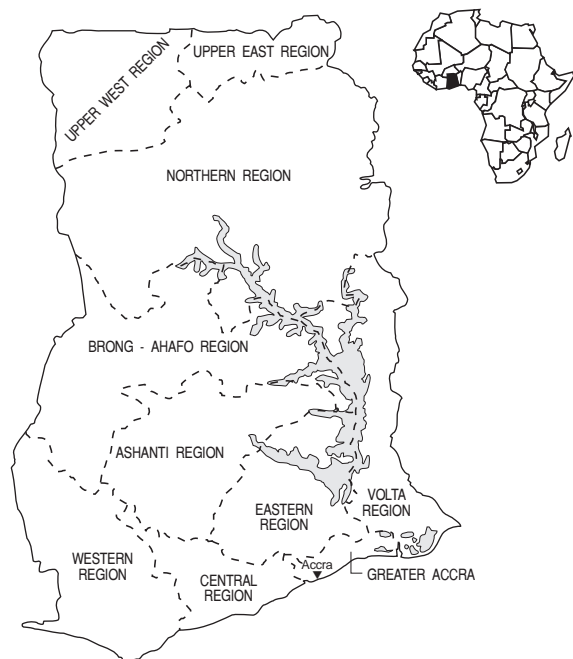 UPPER EAST REGION
UPPER WEST REGION
NORTHERN REGION
BRONG - AHAFO REGION
ASHANTI REGION
EASTERN
REGION
VOLTA
REGION
WESTERN
REGION
CENTRAL
REGION
Accra
GREATER ACCRA